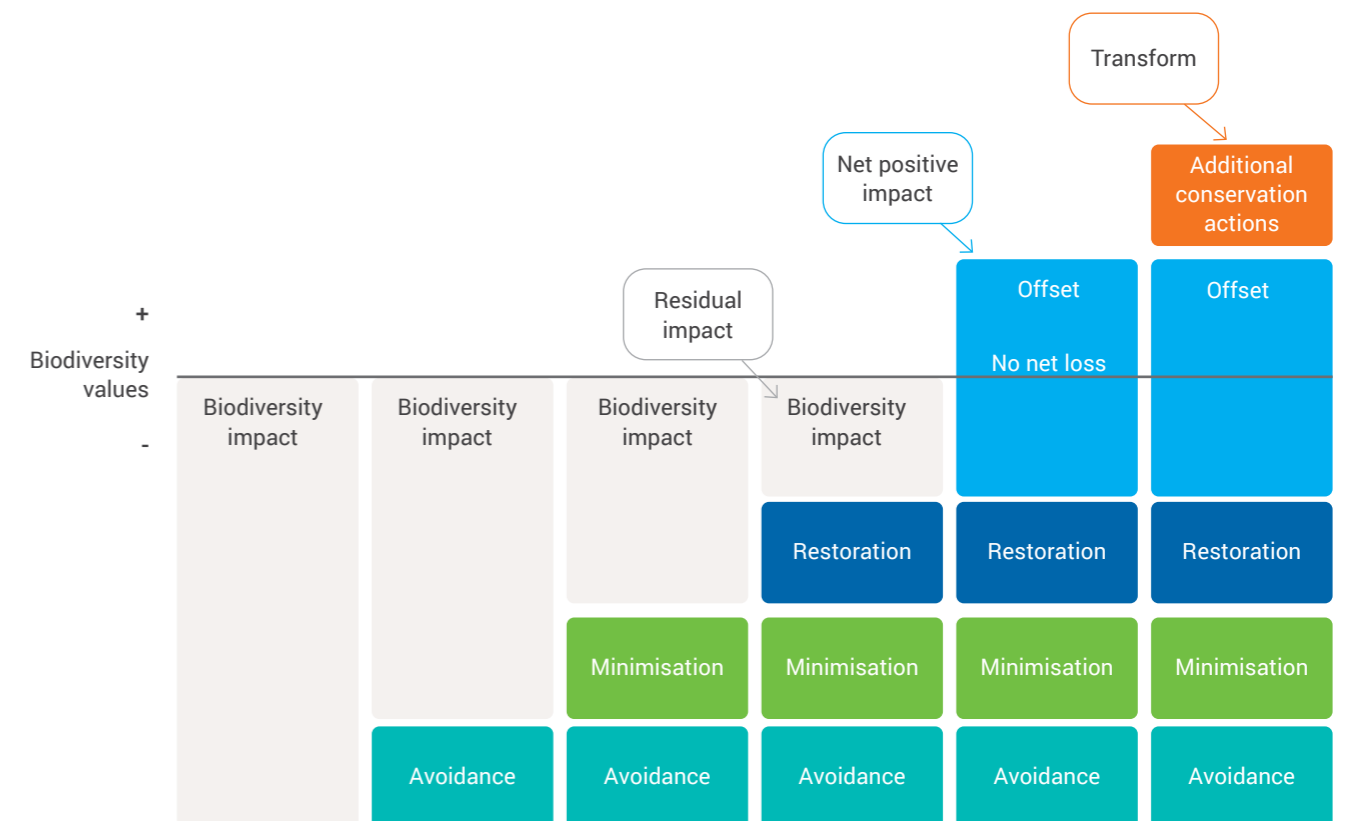 Transform
Additional
conservation
actions
Net positive
impact
Offset
Offset
Residual
impact
+
Biodiversity
values
-
No net loss
Biodiversity
impact
Biodiversity
impact
Biodiversity
impact
Biodiversity
impact
Restoration
Restoration
Restoration
Minimisation
Minimisation
Minimisation
Minimisation
Avoidance
Avoidance
Avoidance
Avoidance
Avoidance